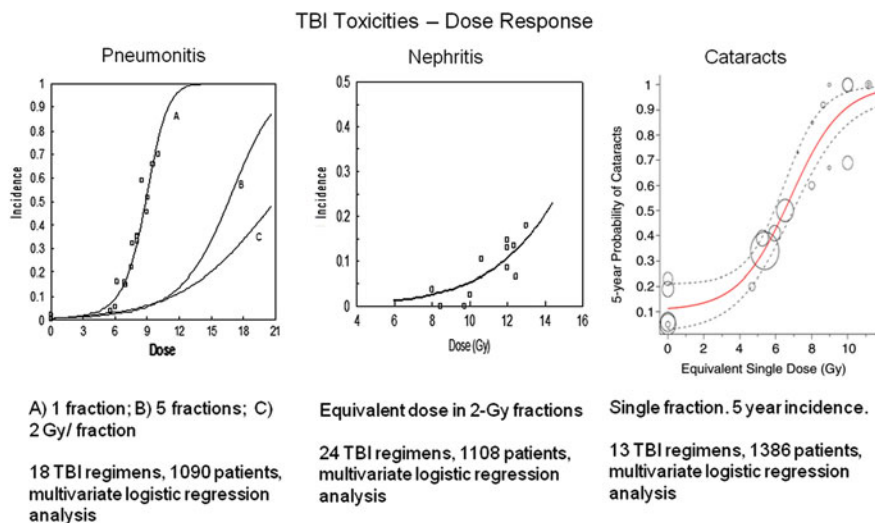 TBI Toxicities – Dose Response
Pneumonitis
Incidence
1
0.9
0.8
0.7
0.6
0.5
0.4
0.3
0.2
0.1
0
A
B
C
0 3 6 9 12 15 18 21
Dose
A) 1 fraction; B) 5 fractions; C)
2 Gy/ fraction
18 TBI regimens, 1090 patients,
multivariate logistic regression
analysis
Nephritis
Incidence
0.5
0.4
0.3
0.2
0.1
0
4 6 8 10 12 14 16
Dose (Gy)
Equivalent dose in 2-Gy fractions
24 TBI regimens, 1108 patients,
multivariate logistic regression
analysis
Cataracts
5-year Probability of Cataracts
1
0.9
0.8
0.7
0.6
0.5
0.4
0.3
0.2
0.1
0 2 4 6 8 10
Equivalent Single Dose (Gy)
Single fraction. 5 year incidence.
13 TBI regimens, 1386 patients,
multivariate logistic regression
analysis